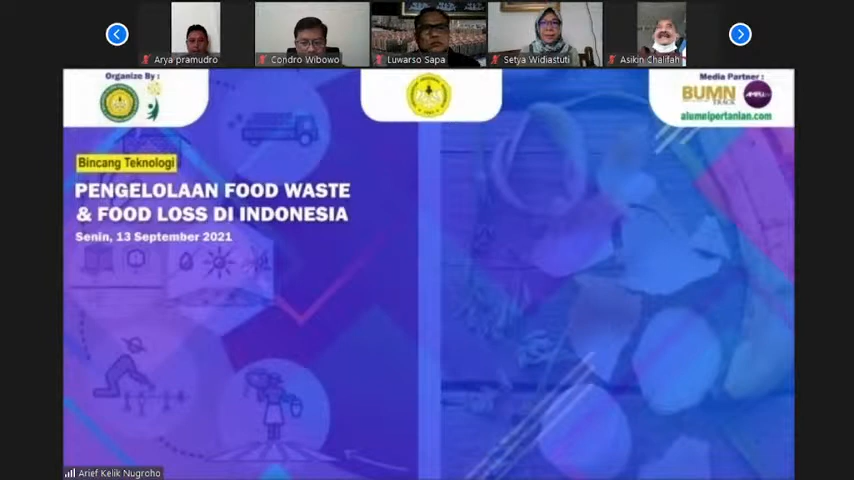 Arya pramudro
Condro Wibowo
Luwarso Sapa
Setya Widiastuti
Asikin Chalifah
Organize By :
Media Partner :
BUMN
TRACK
alumnipertanian.com
Bincang Teknologi
PENGELOLAAN FOOD WASTE
& FOOD LOSS DI INDONESIA
Senin, 13 September 2021
Arief Kelik Nugroho